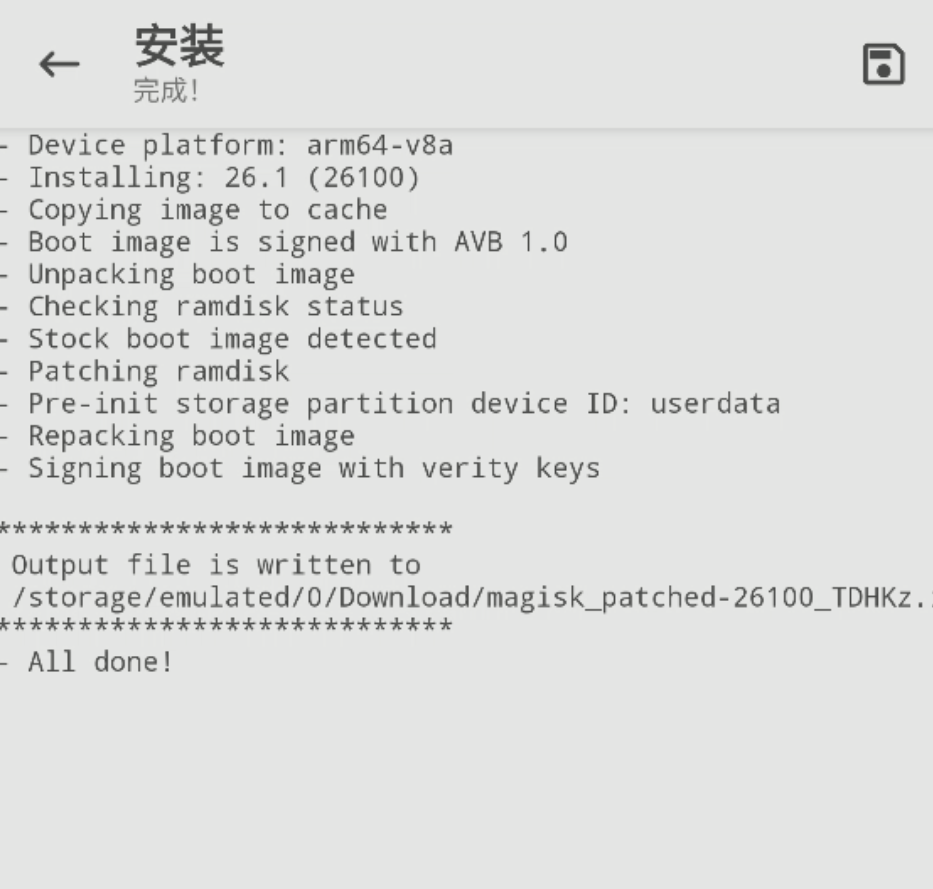 安装
完成!
- Device platform: arm64-v8a
- Installing: 26.1 (26100)
- Copying image to cache
- Boot image is signed with AVB 1.0
- Unpacking boot image
- Checking ramdisk status
- Stock boot image detected
- Patching ramdisk
- Pre-init storage partition device ID: userdata
- Repacking boot image
- Signing boot image with verity keys
****************************
Output file is written to
/storage/emulated/0/Download/magisk_patched-26100_TDHKz.
****************************
- All done!